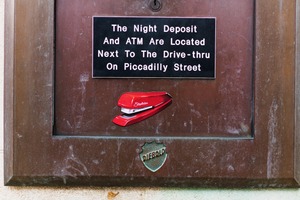 The Night Deposit
And ATM Are Located
Next To The Drive-thru
On Piccadilly Street